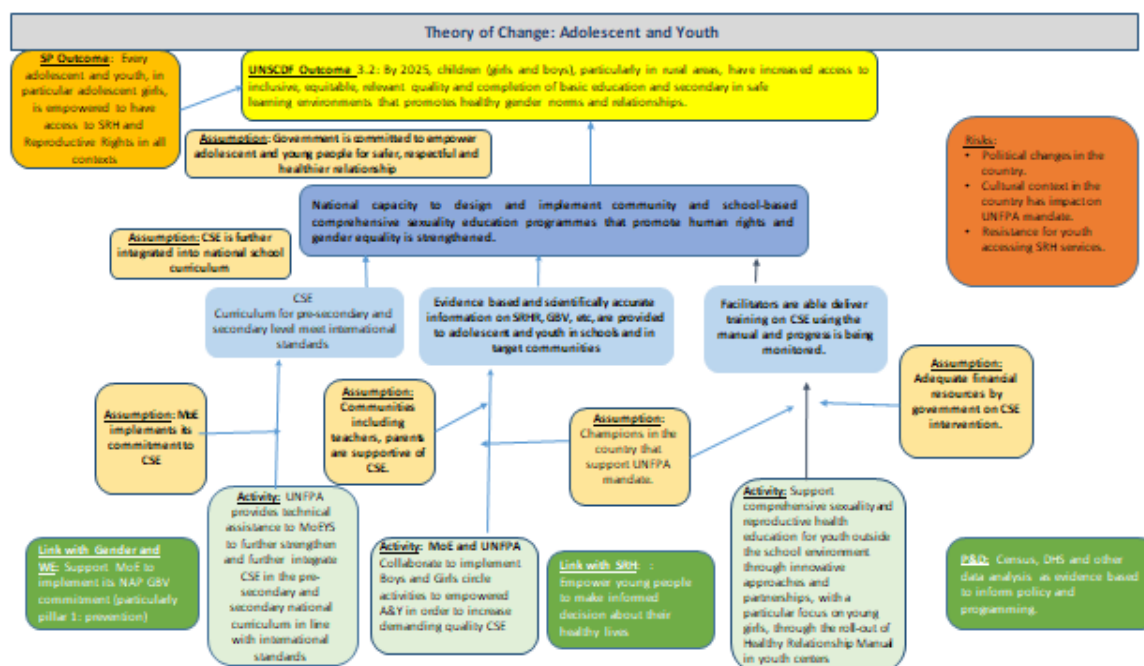 Theory of Change: Adolescent and Youth
SP Outcome: Every
adolescent and youth, in
particular adolescent girls,
is empowered to have
access to SRH and
Reproductive Rights in all
contexts
UNSCDF Outcome 3.2: By 2025, children (girls and boys), particularly in rural areas, have increased access to
inclusive, equitable, relevant quality and completion of basic education and secondary in safe
learning environments that promotes healthy gender norms and relationships.
Assumption: Government is committed to empower
adolescent and young people for safer, respectful and
healthier relationship
Risks:
• Political changes in the
country.
• Cultural context in the
country has impact on
UNFPA mandate.
• Resistance for youth
accessing SRH services.
National capacity to design and implement community and school-based
comprehensive sexuality education programmes that promote human rights and
gender equality is strengthened.
Assumption: CSE is further
integrated into national school
curriculum
CSE
Curriculum for pre-secondary and
secondary level meet international
standards
Evidence based and scientifically accurate
information on SRHR, GBV, etc, are provided
to adolescent and youth in schools and in
target communities
Facilitators are able deliver
training on CSE using the
manual and progress is being
monitored.
Assumption: MoE
implements its
commitment to
CSE
Assumption:
Communities
including
teachers, parents
are supportive of
CSE.
Assumption:
Champions in the
country that
support UNFPA
mandate.
Assumption:
Adequate financial
resources by
government on CSE
intervention.
Link with Gender and
WE: Support MoE to
implement its NAP GBV
commitment (particularly
pillar 1: prevention)
Activity: UNFPA
provides technical
assistance to MoEYS
to further strengthen
and further integrate
CSE in the pre-
secondary and
secondary national
curriculum in line
with international
standards
Activity: MoE and UNFPA
Collaborate to implement
Boys and Girls circle
activities to empowered
A&Y in order to increase
demanding quality CSE
Link with SRH: :
Empower young people
to make informed
decision about their
healthy lives
Activity: Support
comprehensive sexuality and
reproductive health
education for youth outside
the school environment
through innovative
approaches and
partnerships, with a
particular focus on young
girls, through the roll-out of
Healthy Relationship Manual
in youth centers
P&D: Census, DHS and other
data analysis as evidence based
to inform policy and
programming.